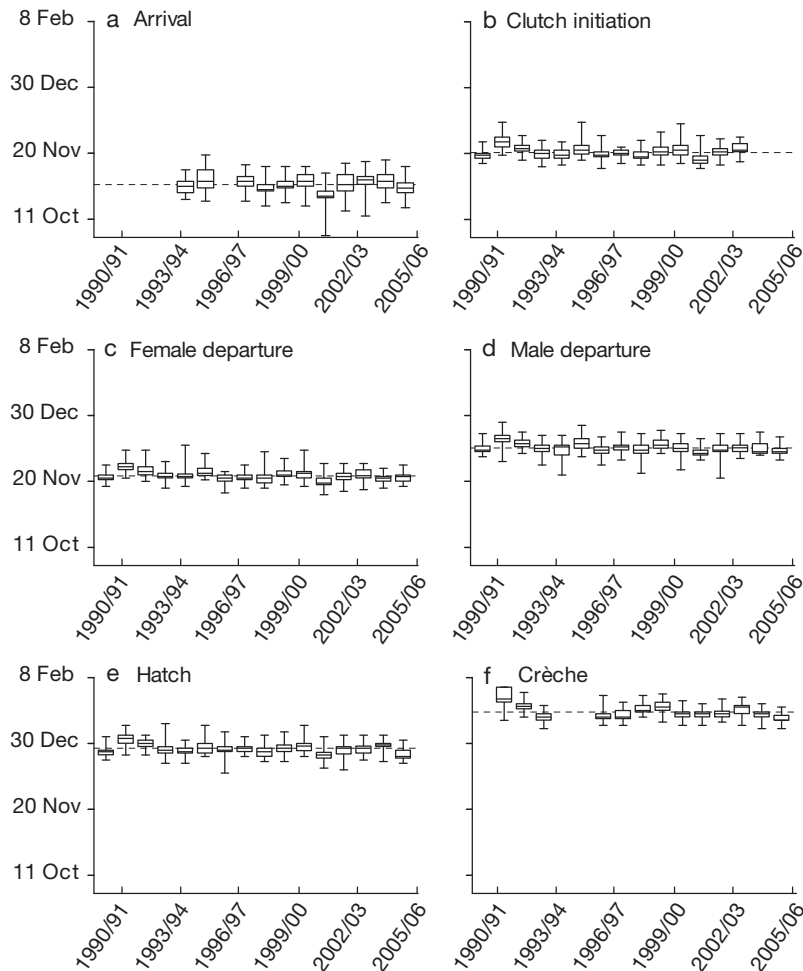 a Arrival
b Clutch initiation
8 Feb
30 Dec
20 Nov
11 Oct
1990/91
1993/94
1996/97
1999/00
2002/03
2005/06
1990/91
1993/94
1996/97
1999/00
2002/03
2005/06
c Female departure
d Male departure
8 Feb
30 Dec
20 Nov
11 Oct
1990/91
1993/94
1996/97
1999/00
2002/03
2005/06
1990/91
1993/94
1996/97
1999/00
2002/03
2005/06
e Hatch
f Crèche
8 Feb
30 Dec
20 Nov
11 Oct
1990/91
1993/94
1996/97
1999/00
2002/03
2005/06
1990/91
1993/94
1996/97
1999/00
2002/03
2005/06